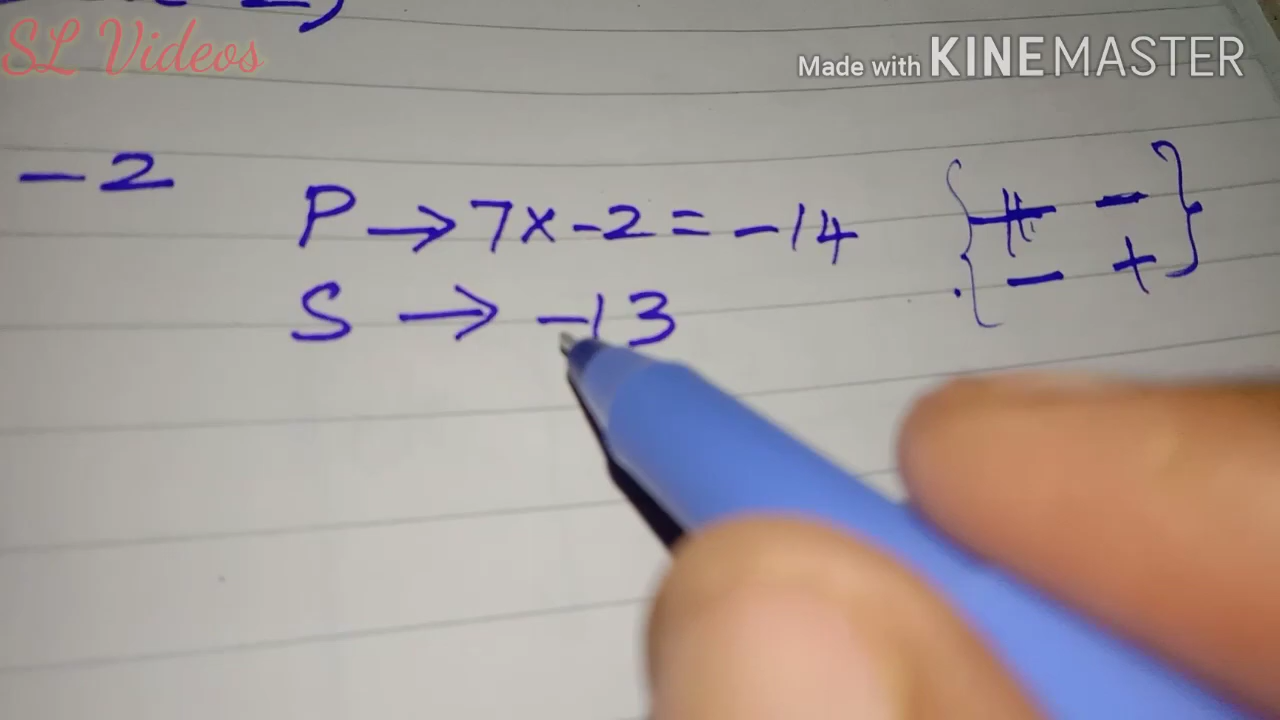 SL Videos
Made with KINEMASTER
-2
P → 7x-2 = -14
S → -13
{ + -
- + }